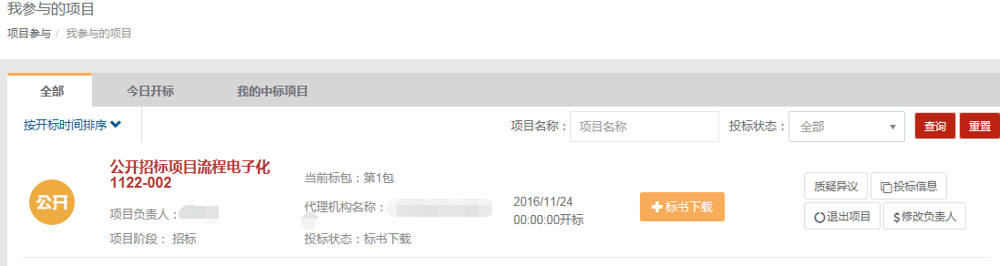 我参与的项目
项目参与 / 我参与的项目
全部 今日开标 我的中标项目
按开标时间排序 项目名称： 项目名称 投标状态： 全部 查询 重置
公开
公开招标项目流程电子化
1122-002
项目负责人：
项目阶段： 招标
当前标包：第1包
代理机构名称：
投标状态：标书下载
2016/11/24
00:00:00开标
标书下载
质疑异议 投标信息
退出项目 $修改负责人